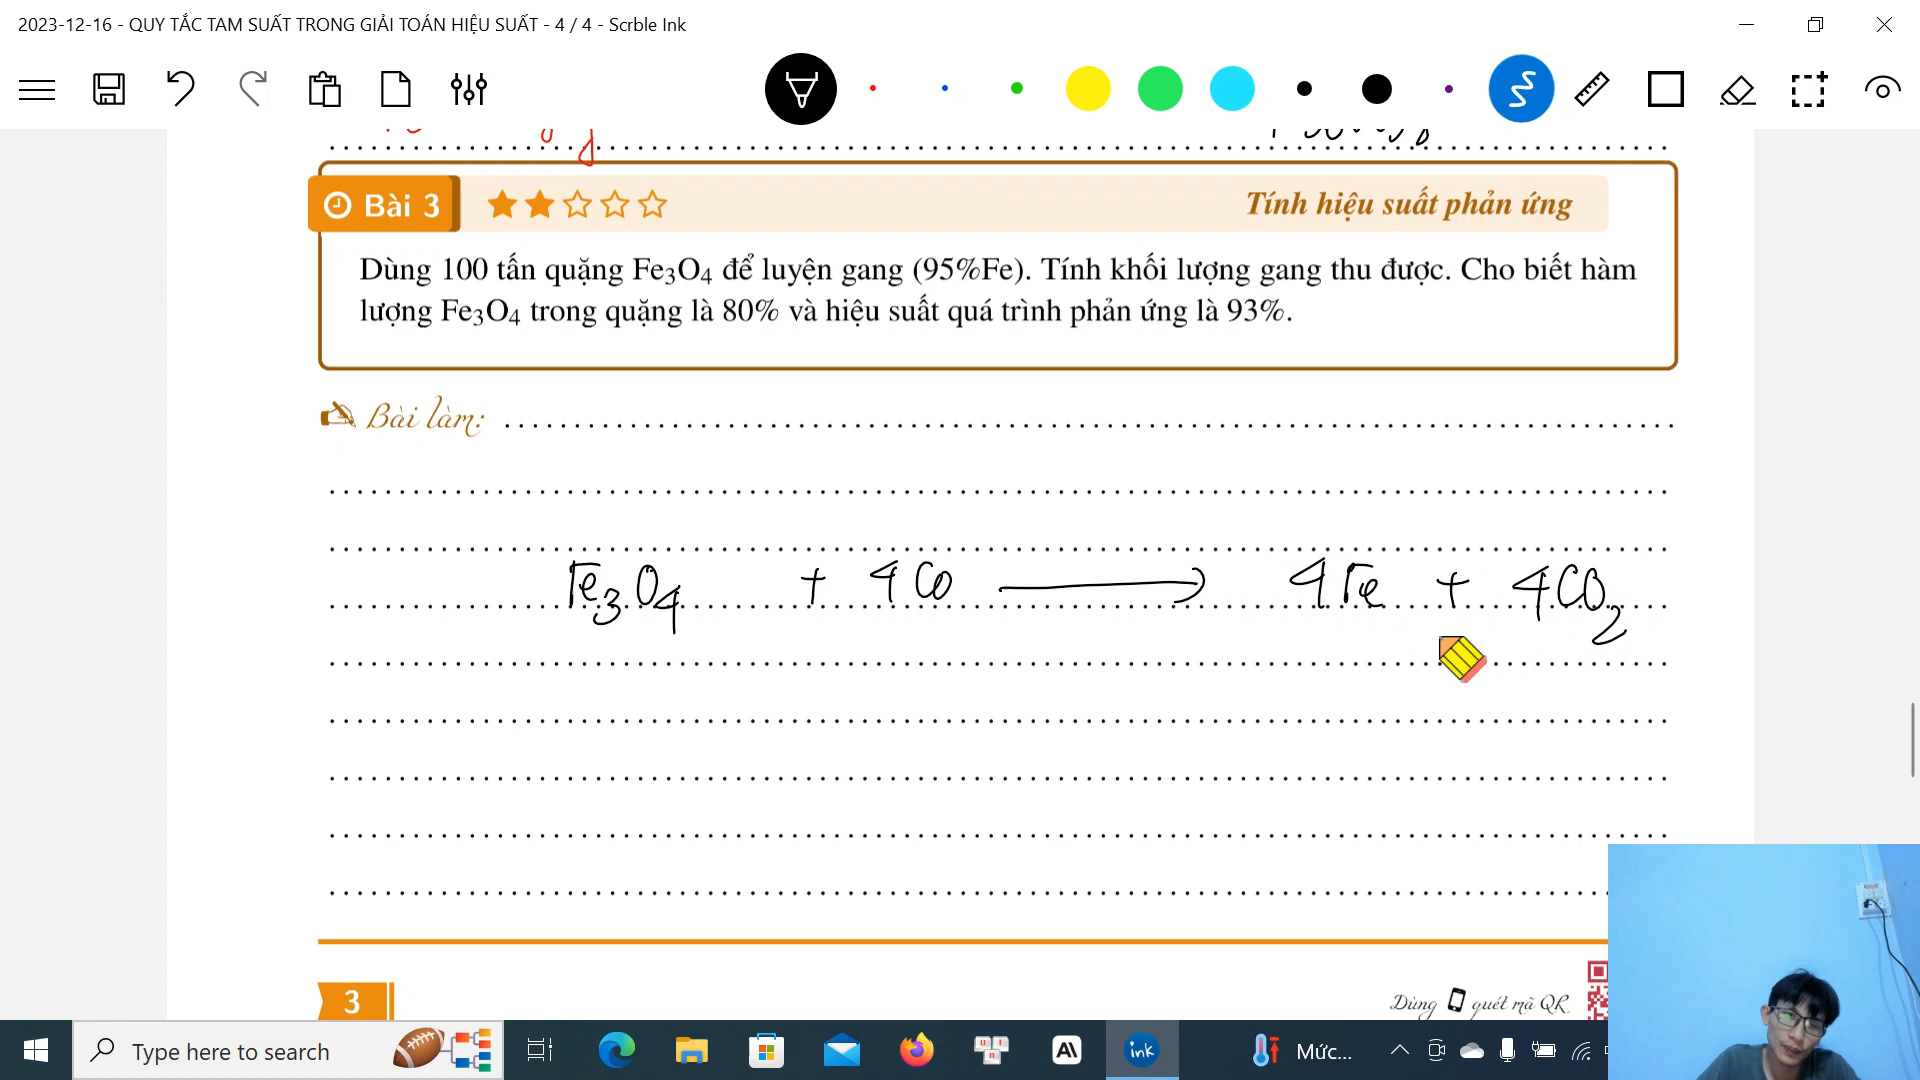 2023-12-16 - QUY TẮC TAM SUẤT TRONG GIẢI TOÁN HIỆU SUẤT - 4 / 4 - Scrble Ink
Bài 3
Tính hiệu suất phản ứng
Dùng 100 tấn quặng Fe3O4 để luyện gang (95%Fe). Tính khối lượng gang thu được. Cho biết hàm
lượng Fe3O4 trong quặng là 80% và hiệu suất quá trình phản ứng là 93%.
Bài làm:
Fe3O4 + 4CO → 4Fe + 4CO2
3
Dùng quét mã QR
Type here to search
ink
Mức...